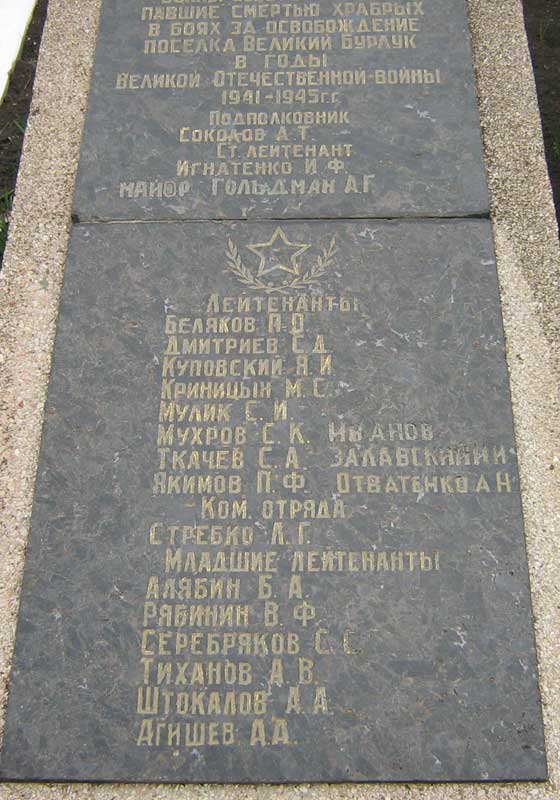 павшие смертью храбрых
в боях за освобождение
поселка Великий Бурлук
в годы
Великой Отечественной войны
1941-1945г.г.
Подполковник
Соколов А.Т.
Ст. лейтенант
Игнатенко И.Ф.
майор Гольдман А.Г
Лейтенанты
Беляков П.О.
Дмитриев С.Д.
Куповский Я.И.
Криницын М.С.
Мулик С.И.
Мухров С.К. Иванов
Ткачев С.А. Залавский И И
Якимов П.Ф. Отватенко А Н
Ком. отряда
Стребко Л.Г.
Младшие лейтенанты
Алябин Б.А.
Рябинин В.Ф.
Серебряков С.С.
Тиханов А.В.
Штокалов А.А.
Агишев А.А.